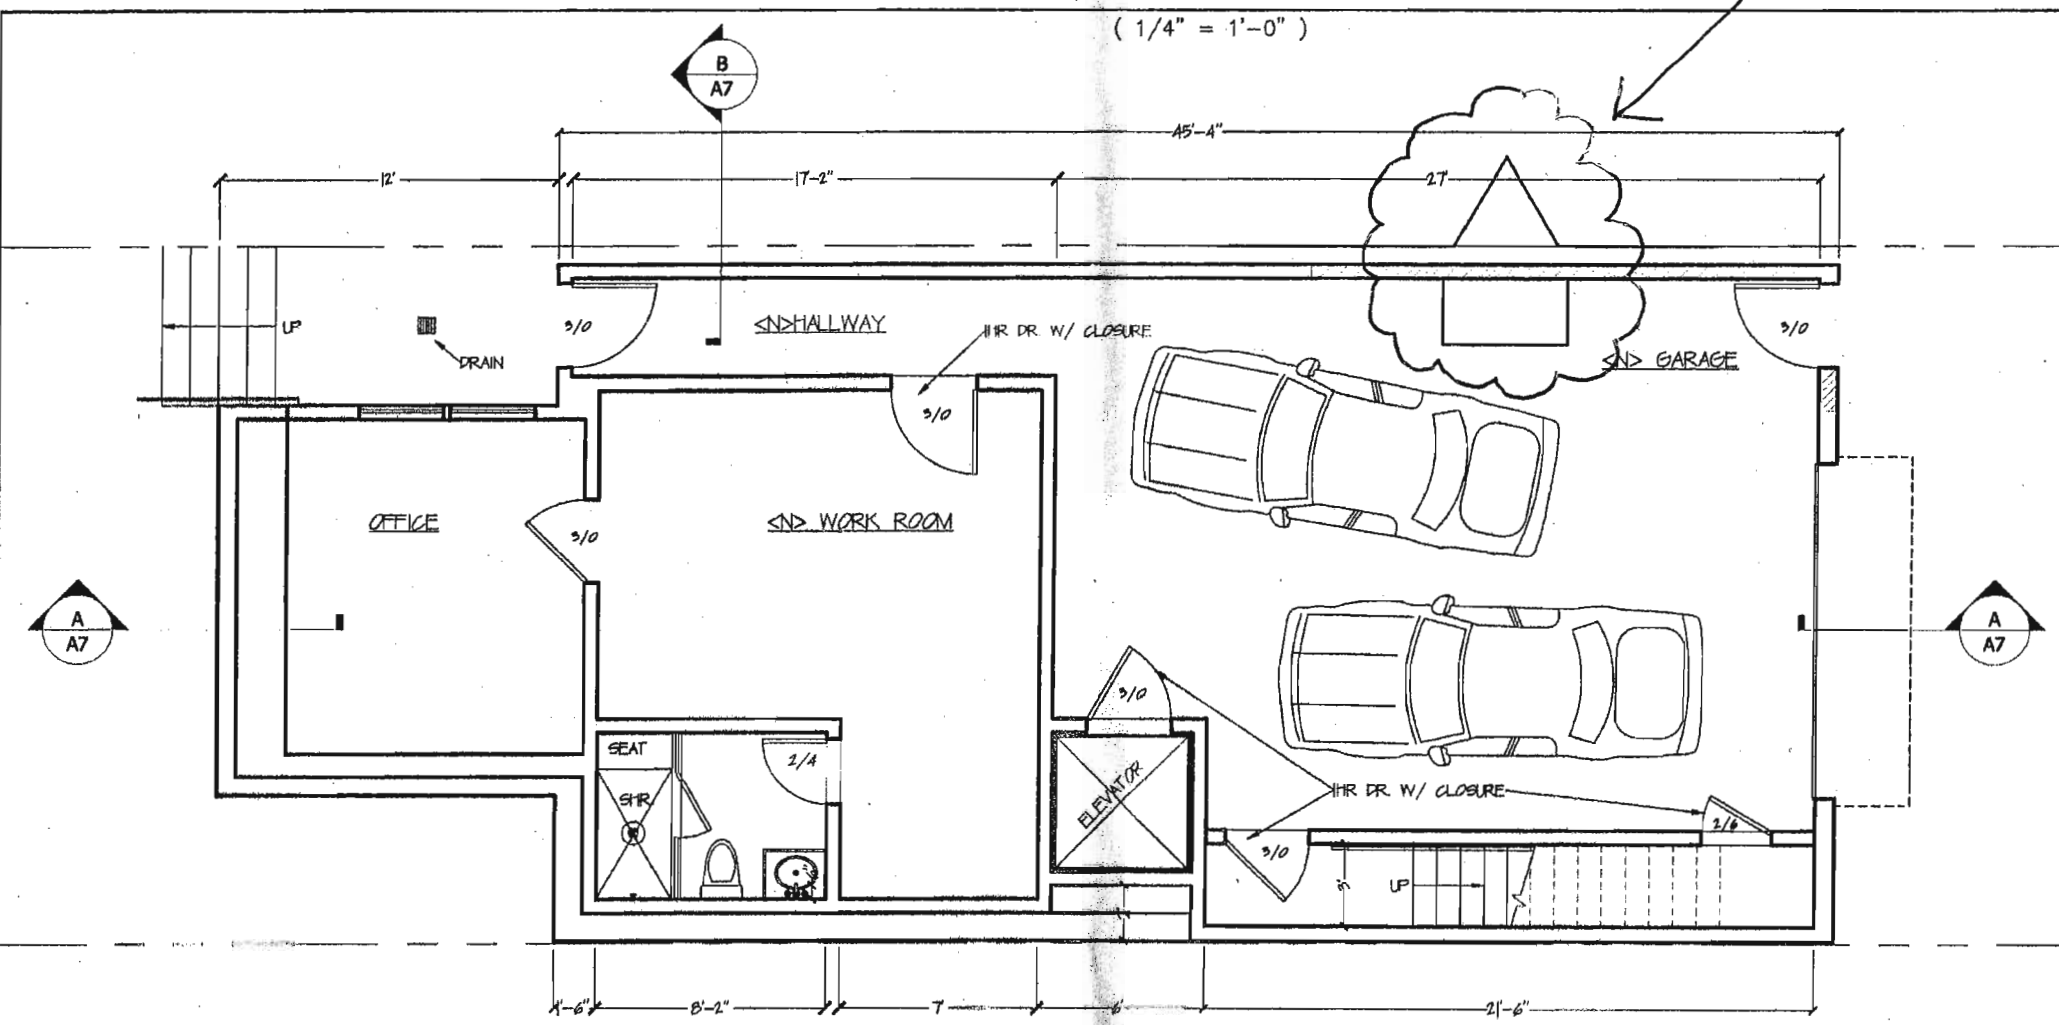 ( 1/4" = 1'-0" )
B
A7
45'-4"
12'
17'-2"
27'
UP
DRAIN
3/0
<N>HALLWAY
1HR DR. W/ CLOSURE
3/0
<N> GARAGE
3/0
OFFICE
3/0
<N> WORK ROOM
A
A7
A
A7
3/0
SEAT
2/4
SHR.
ELEVATOR
1HR DR. W/ CLOSURE
2/6
3/0
3'
UP
1'-6"
8'-2"
7'
6'
21'-6"